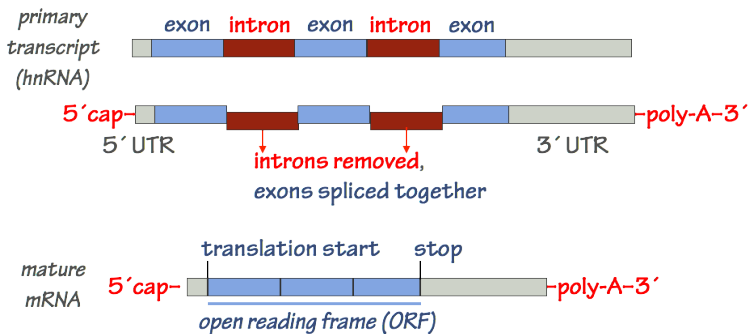 primary
transcript
(hnRNA)
exon intron exon intron exon
5´cap
poly-A-3´
5´UTR
3´UTR
introns removed,
exons spliced together
translation start stop
mature
mRNA
5´cap-
-poly-A-3´
open reading frame (ORF)